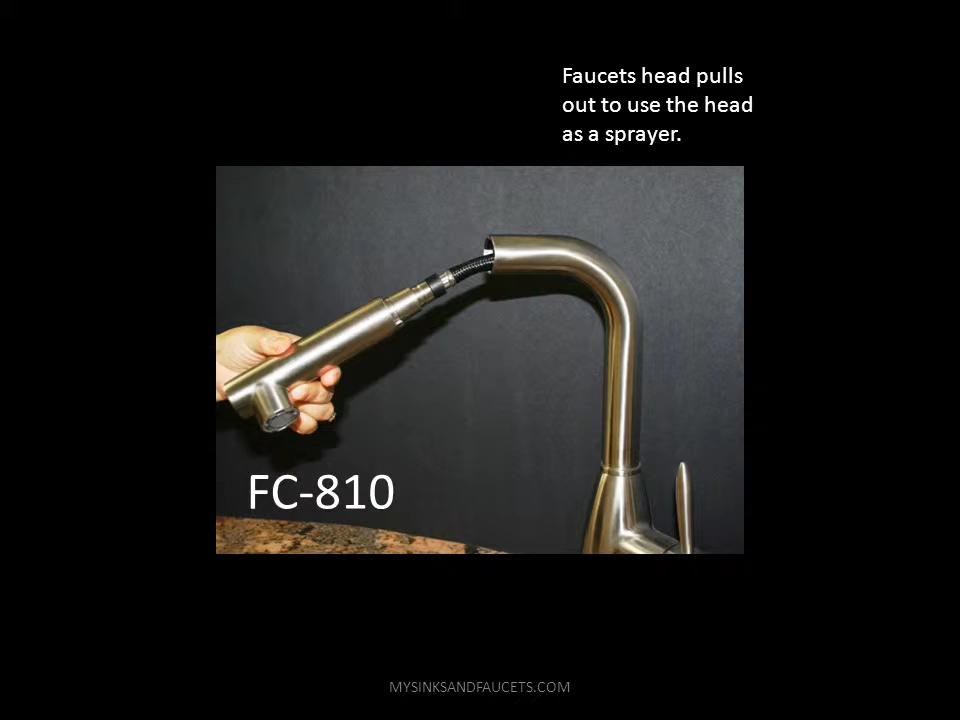 Faucets head pulls
out to use the head
as a sprayer.
FC-810
MYSINKSANDFAUCETS.COM